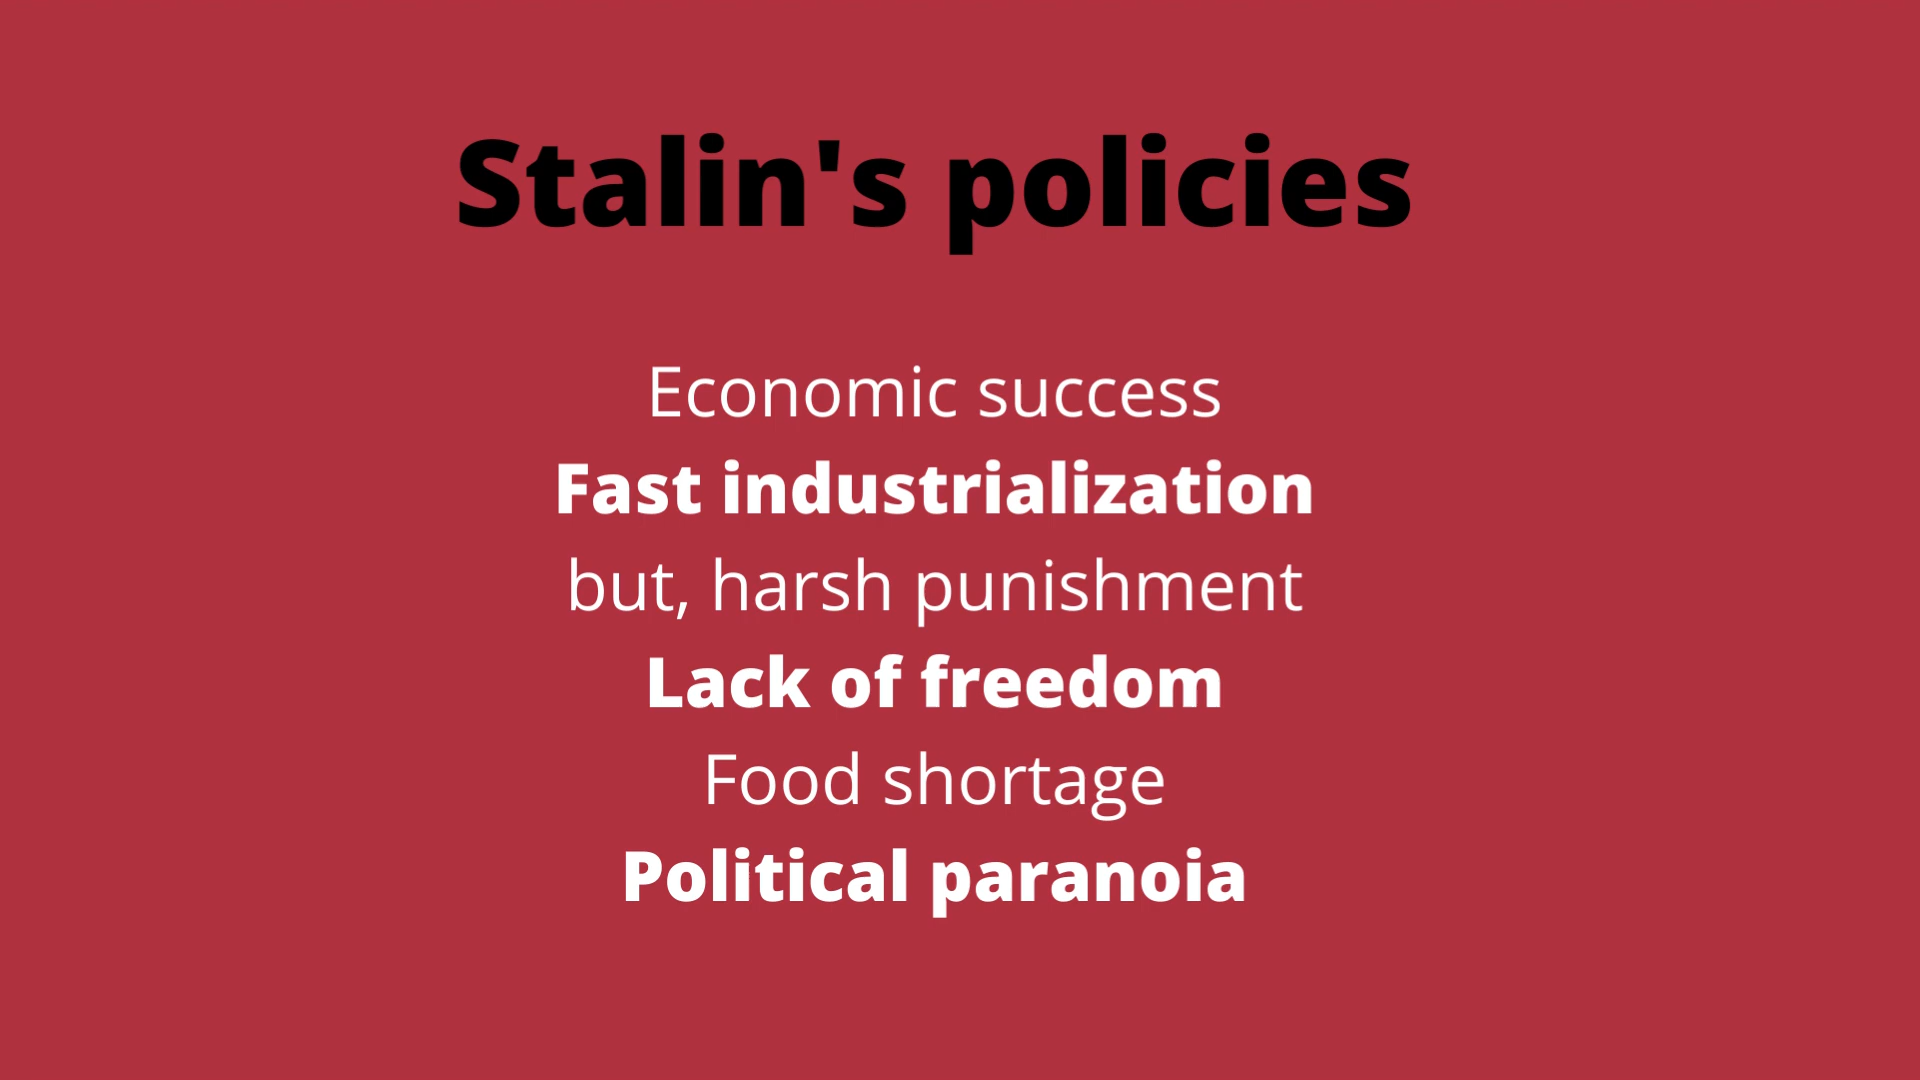 Stalin's policies
Economic success
Fast industrialization
but, harsh punishment
Lack of freedom
Food shortage
Political paranoia